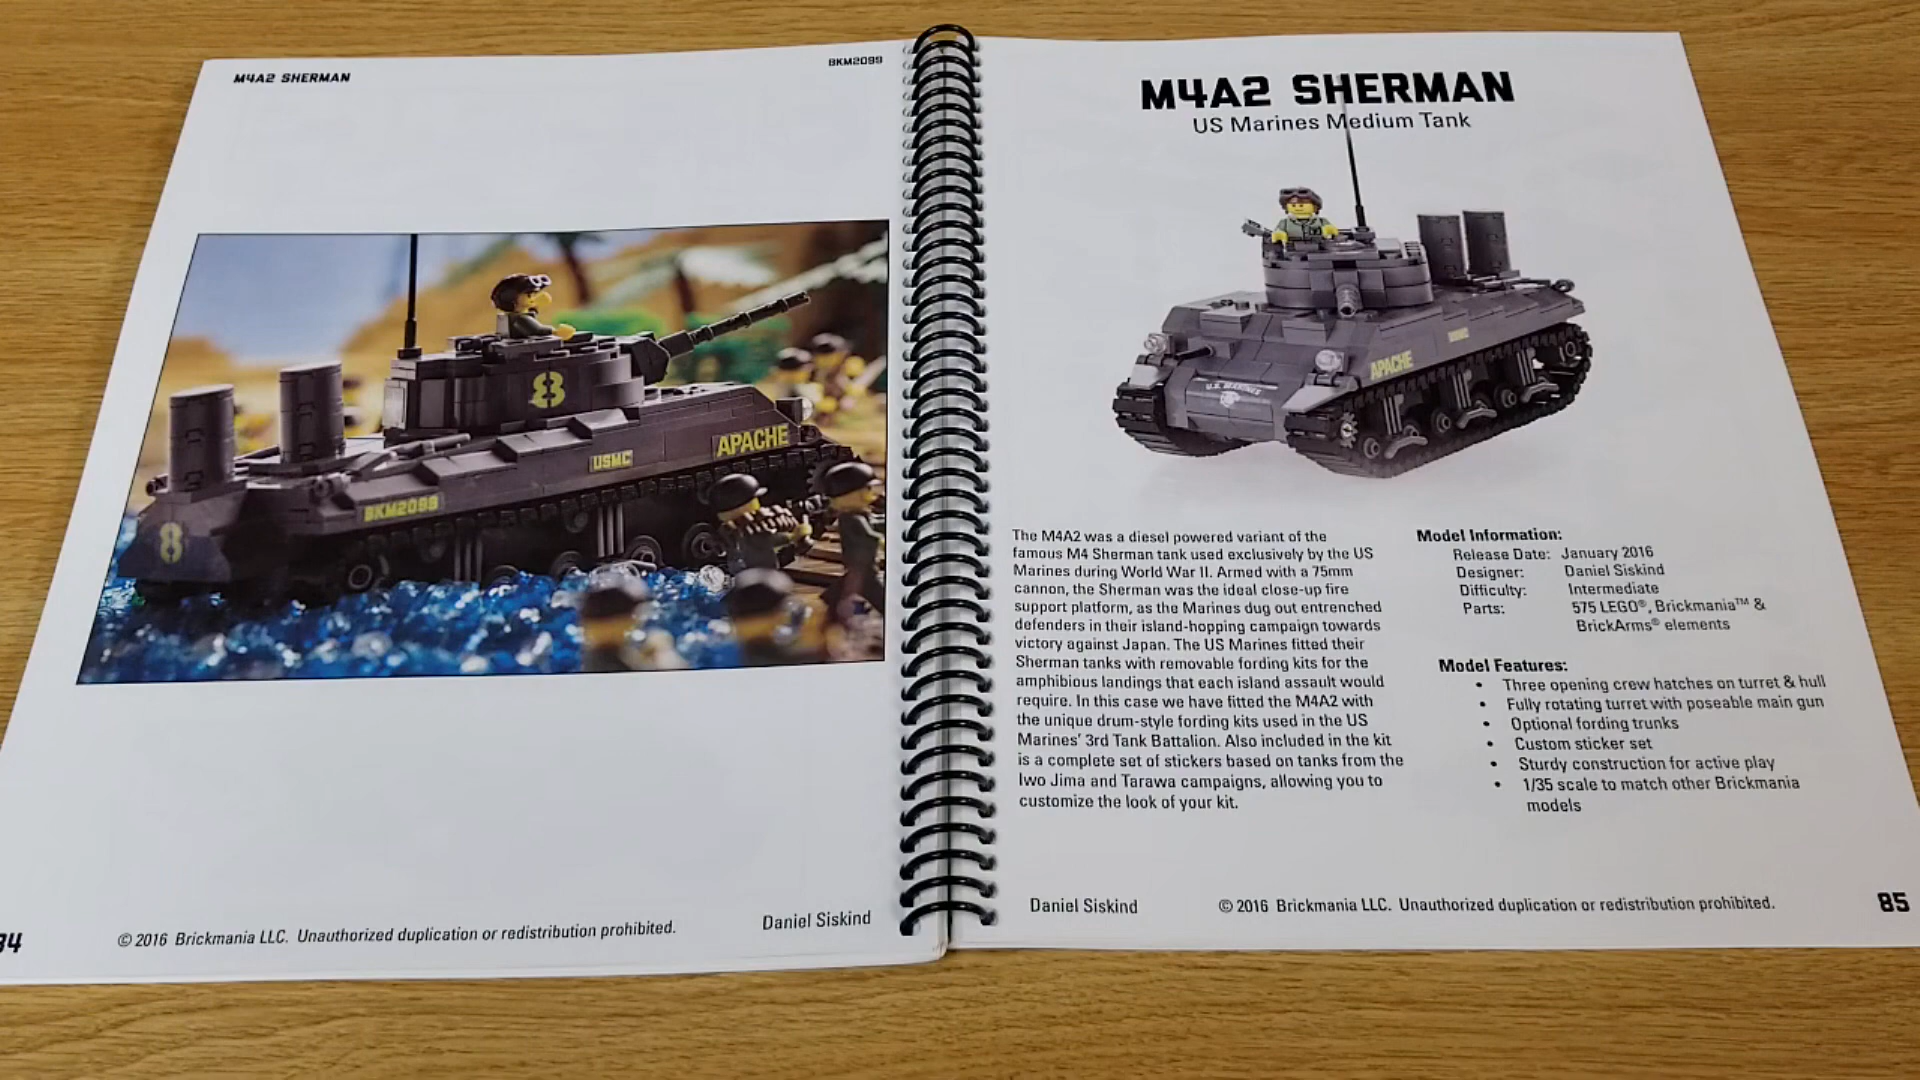 M4A2 SHERMAN
BKM2099
8
APACHE
USMC
BKM2099
8
34
© 2016 Brickmania LLC. Unauthorized duplication or redistribution prohibited.
Daniel Siskind
M4A2 SHERMAN
US Marines Medium Tank
USMC
APACHE
U.S. MARINES
The M4A2 was a diesel powered variant of the
famous M4 Sherman tank used exclusively by the US
Marines during World War II. Armed with a 75mm
cannon, the Sherman was the ideal close-up fire
support platform, as the Marines dug out entrenched
defenders in their island-hopping campaign towards
victory against Japan. The US Marines fitted their
Sherman tanks with removable fording kits for the
amphibious landings that each island assault would
require. In this case we have fitted the M4A2 with
the unique drum-style fording kits used in the US
Marines' 3rd Tank Battalion. Also included in the kit
is a complete set of stickers based on tanks from the
Iwo Jima and Tarawa campaigns, allowing you to
customize the look of your kit.
Model Information:
Release Date: January 2016
Designer: Daniel Siskind
Difficulty: Intermediate
Parts: 575 LEGO®, Brickmania™ &
BrickArms® elements
Model Features:
• Three opening crew hatches on turret & hull
• Fully rotating turret with poseable main gun
• Optional fording trunks
• Custom sticker set
• Sturdy construction for active play
• 1/35 scale to match other Brickmania
models
Daniel Siskind
© 2016 Brickmania LLC. Unauthorized duplication or redistribution prohibited.
85